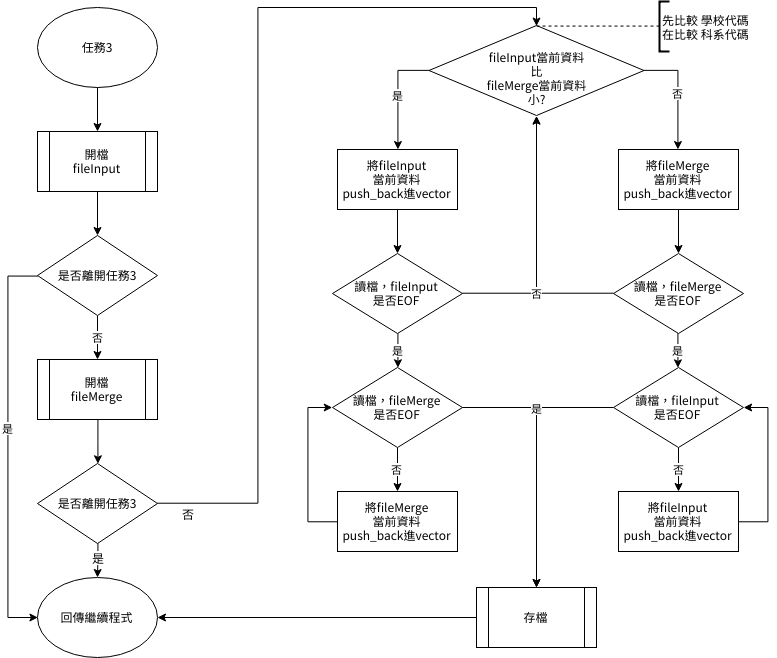 任務3
開檔
fileInput
是否離開任務3
否
是
開檔
fileMerge
是否離開任務3
否
是
回傳繼續程式
先比較 學校代碼
在比較 科系代碼
fileInput當前資料
比
fileMerge當前資料
小?
是
否
將fileInput
當前資料
push_back進vector
將fileMerge
當前資料
push_back進vector
讀檔，fileInput
是否EOF
否
讀檔，fileMerge
是否EOF
是
是
讀檔，fileMerge
是否EOF
是
讀檔，fileInput
是否EOF
否
否
將fileMerge
當前資料
push_back進vector
將fileInput
當前資料
push_back進vector
存檔